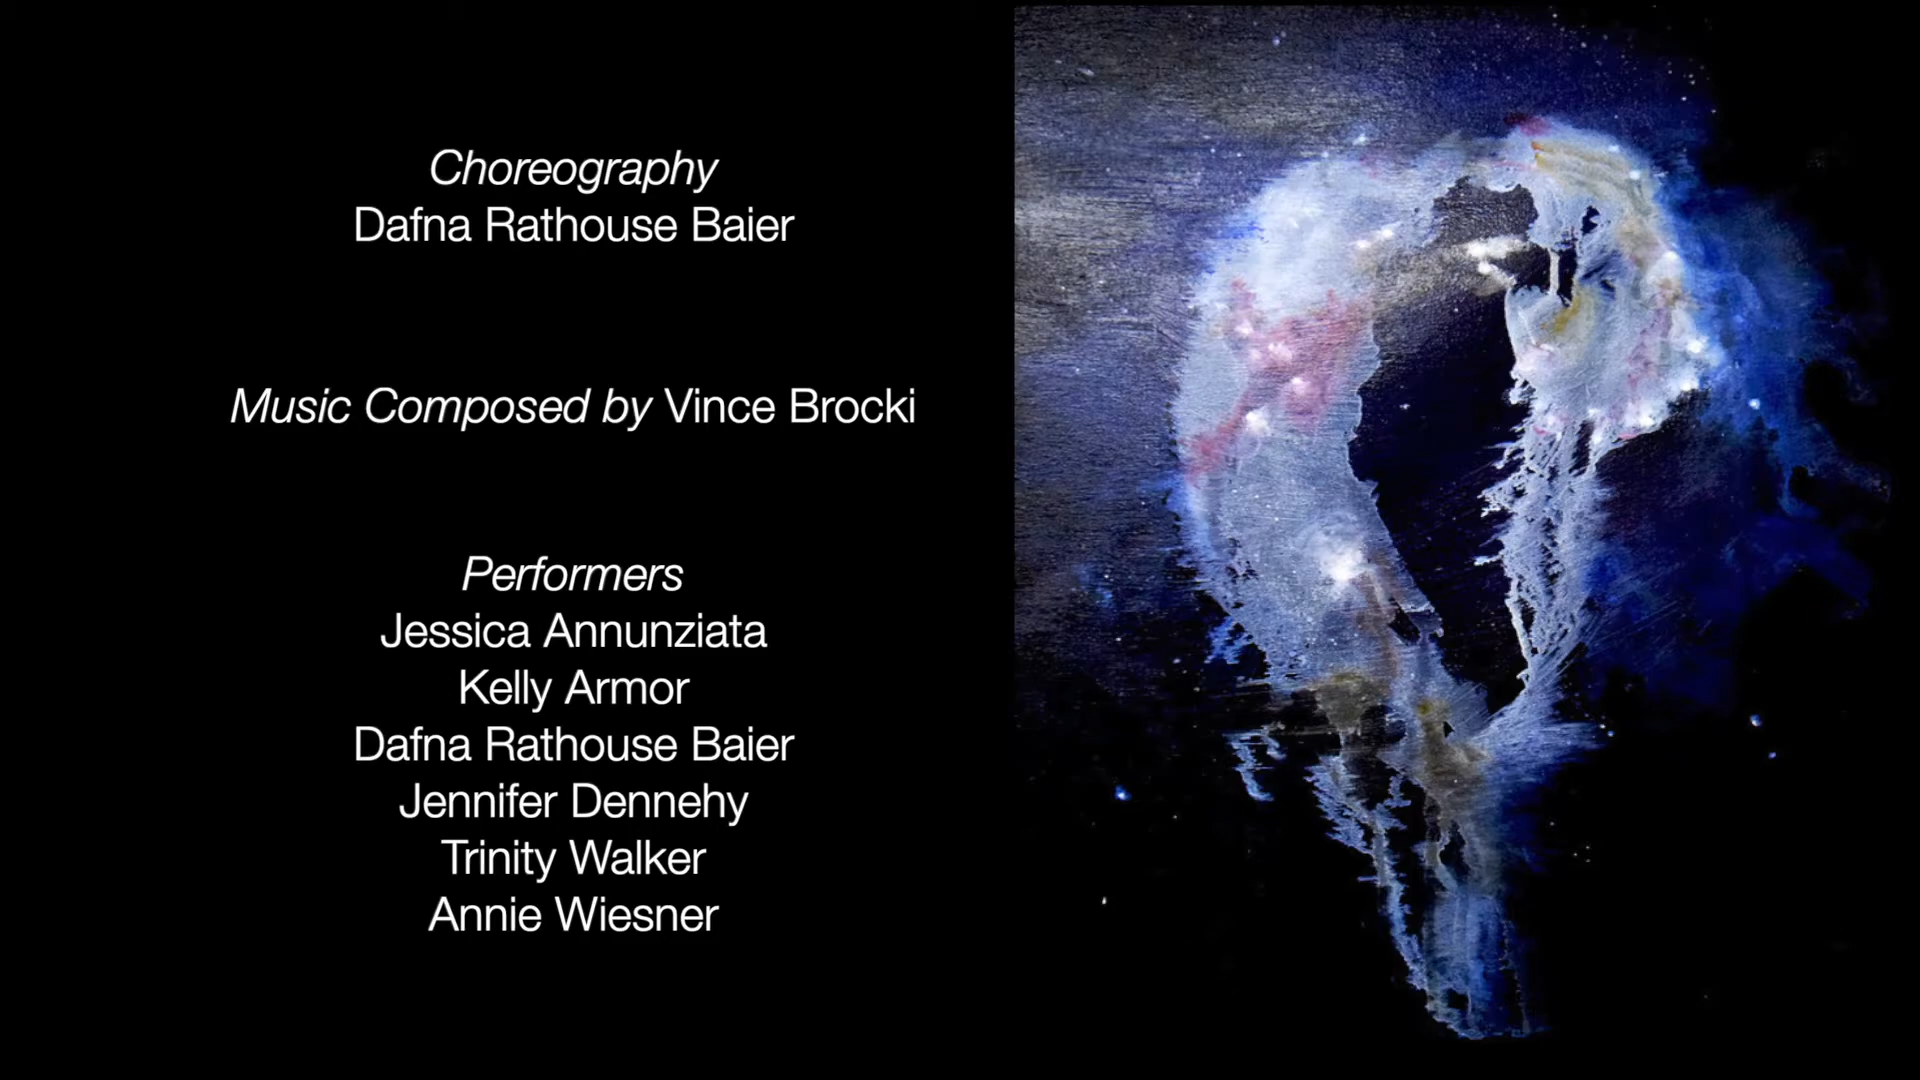 Choreography
Dafna Rathouse Baier
Music Composed by Vince Brocki
Performers
Jessica Annunziata
Kelly Armor
Dafna Rathouse Baier
Jennifer Dennehy
Trinity Walker
Annie Wiesner